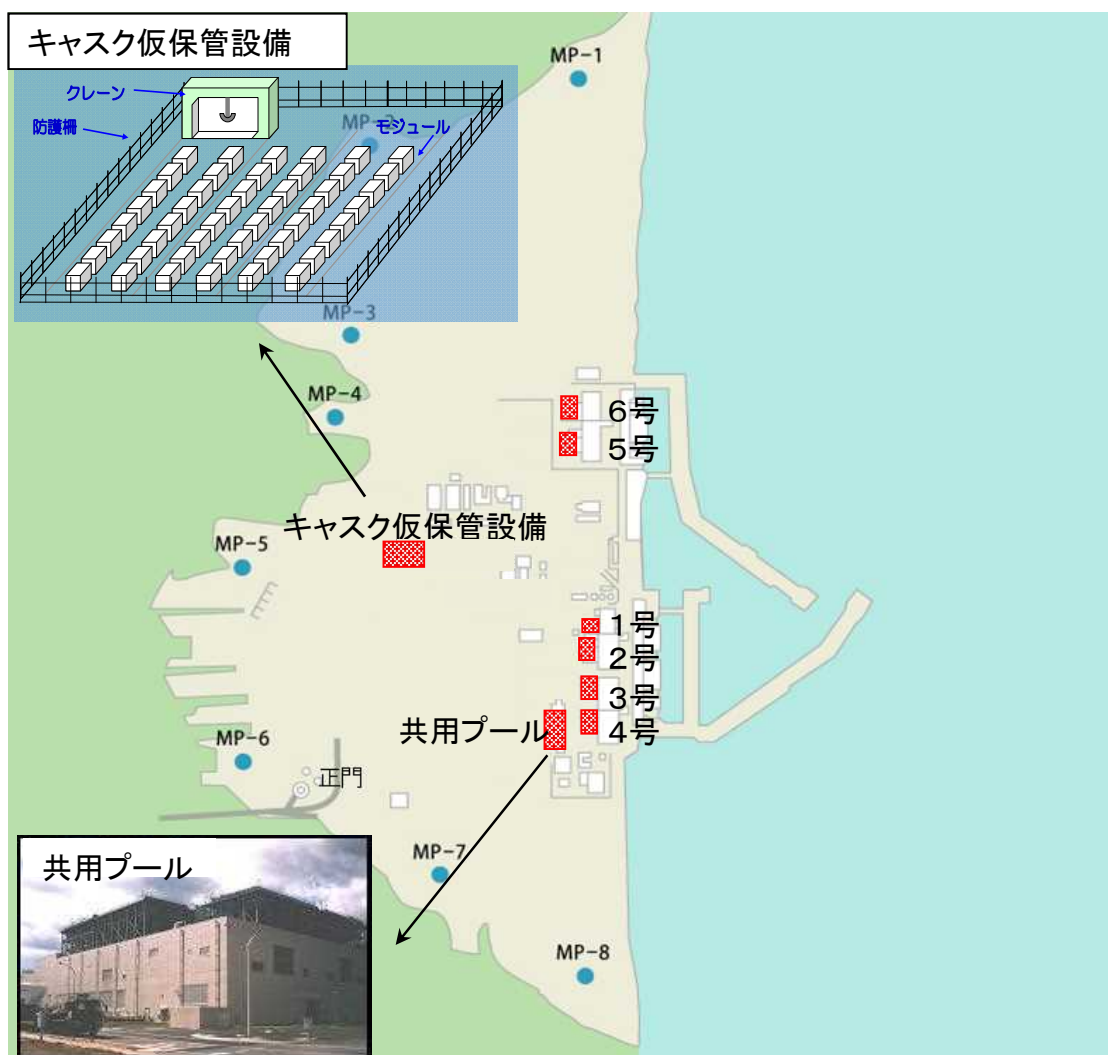 キャスク仮保管設備
MP-1
クレーン
防護柵
MP-2
モジュール
MP-3
MP-4
6号
5号
キャスク仮保管設備
MP-5
1号
2号
3号
共用プール
4号
MP-6
正門
MP-7
共用プール
MP-8